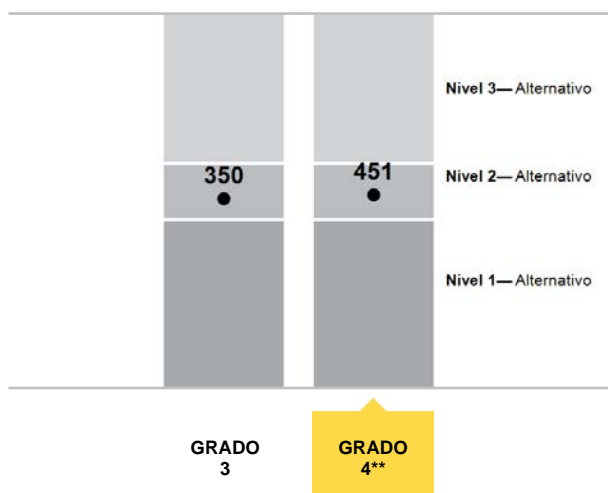 Nivel 3— Alternativo
350
451
Nivel 2— Alternativo
Nivel 1— Alternativo
GRADO
3
GRADO
4**